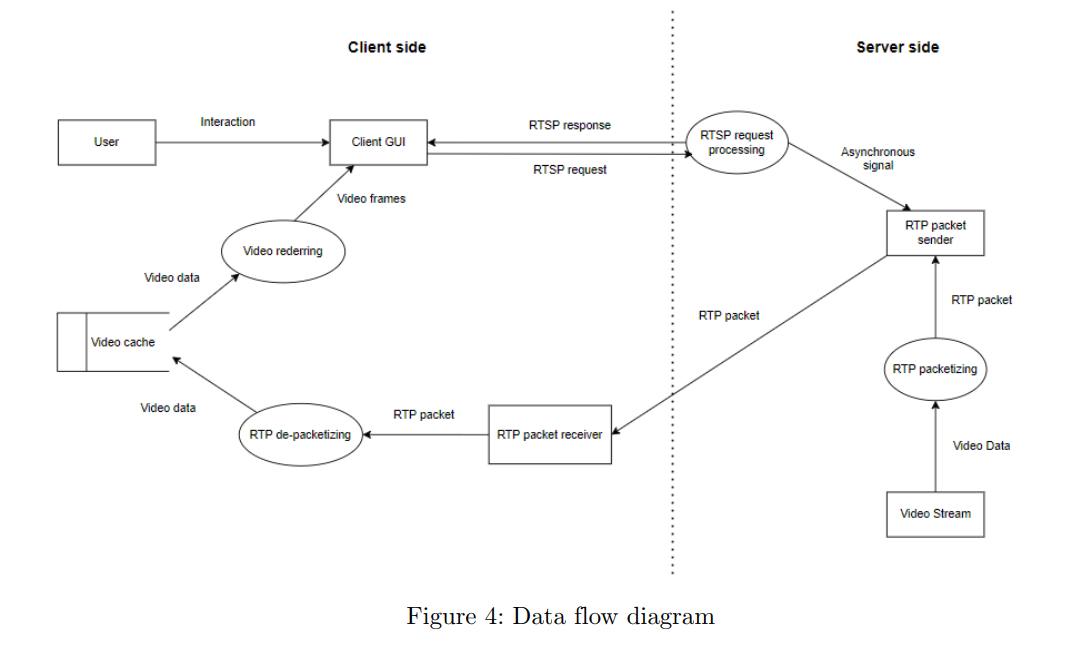 Client side
Server side
User
Interaction
Client GUI
RTSP response
RTSP request
RTSP request
processing
Asynchronous
signal
RTP packet
sender
Video frames
Video rederring
Video data
Video cache
Video data
RTP de-packetizing
RTP packet
RTP packet receiver
RTP packet
RTP packet
RTP packetizing
Video Data
Video Stream
Figure 4: Data flow diagram